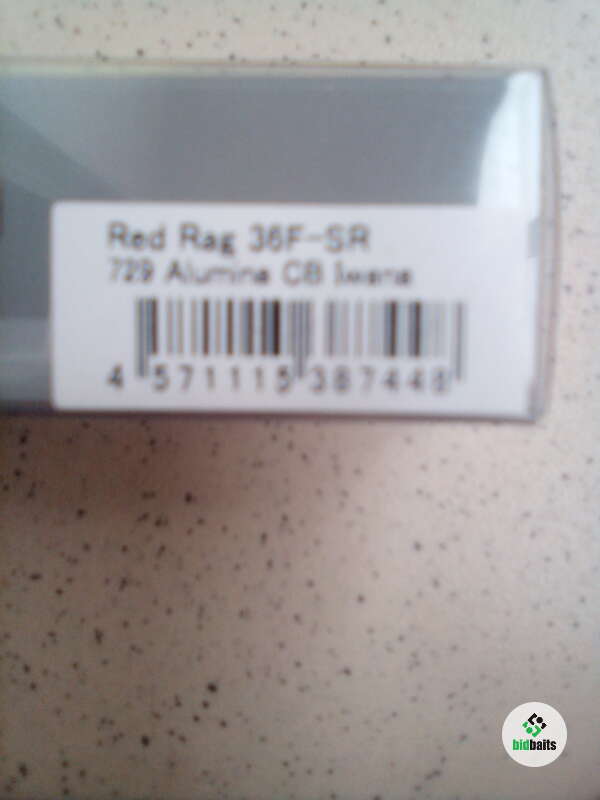 Red Rag 36F-SR
729 Alumina CB Iwana
4 571115 387448
bidbaits